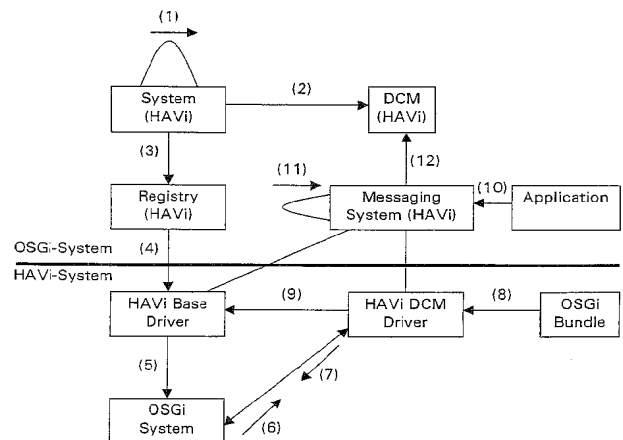 (1)
System
(HAVi)
(2)
DCM
(HAVi)
(3)
(11)
(12)
Registry
(HAVi)
Messaging
System (HAVi)
(10)
Application
OSGi-System
(4)
HAVi-System
HAVi Base
Driver
(9)
HAVi DCM
Driver
(8)
OSGi
Bundle
(5)
(7)
OSGi
System
(6)